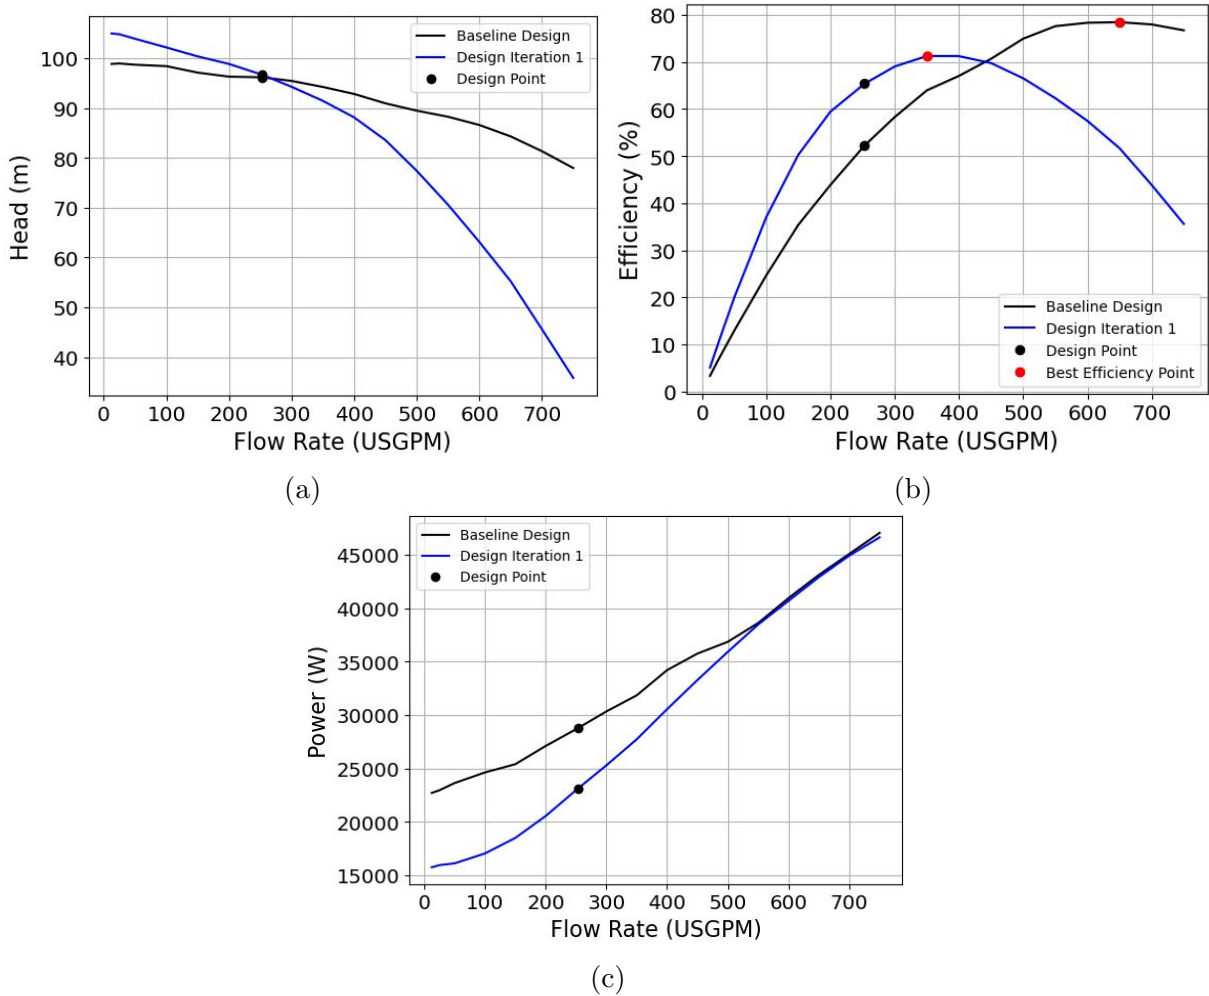 Head (m)
100
90
80
70
60
50
40
Baseline Design
Design Iteration 1
Design Point
0 100 200 300 400 500 600 700
Flow Rate (USGPM)
(a)
Efficiency (%)
80
70
60
50
40
30
20
10
0
Baseline Design
Design Iteration 1
Design Point
Best Efficiency Point
0 100 200 300 400 500 600 700
Flow Rate (USGPM)
(b)
Power (W)
45000
40000
35000
30000
25000
20000
15000
Baseline Design
Design Iteration 1
Design Point
0 100 200 300 400 500 600 700
Flow Rate (USGPM)
(c)